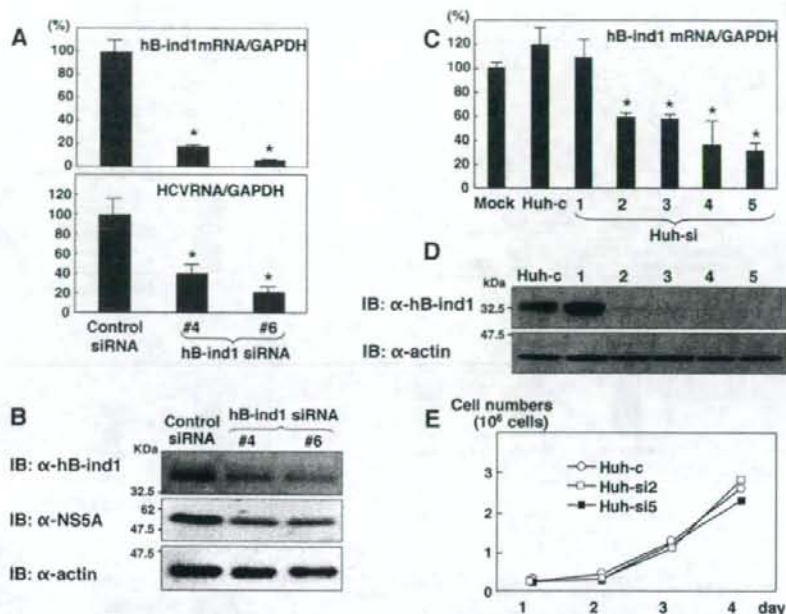 A
(%)
hB-ind1mRNA/GAPDH
100
80
60
40
20
0
*
*
HCVRNA/GAPDH
120
100
80
60
40
20
0
*
*
Control siRNA
#4
#6
hB-ind1 siRNA
B
Control siRNA
hB-ind1 siRNA
#4
#6
KDa
IB: α-hB-ind1
32.5
IB: α-NS5A
62
47.5
47.5
IB: α-actin
C
(%)
hB-ind1 mRNA/GAPDH
120
100
80
60
40
20
0
*
*
*
*
Mock
Huh-c
1
2
3
4
5
Huh-si
D
kDa
Huh-c
1
2
3
4
5
IB: α-hB-ind1
32.5
47.5
IB: α-actin
E
Cell numbers
(10⁶ cells)
Huh-c
Huh-si2
Huh-si5
3
2
1
0
1
2
3
4
day